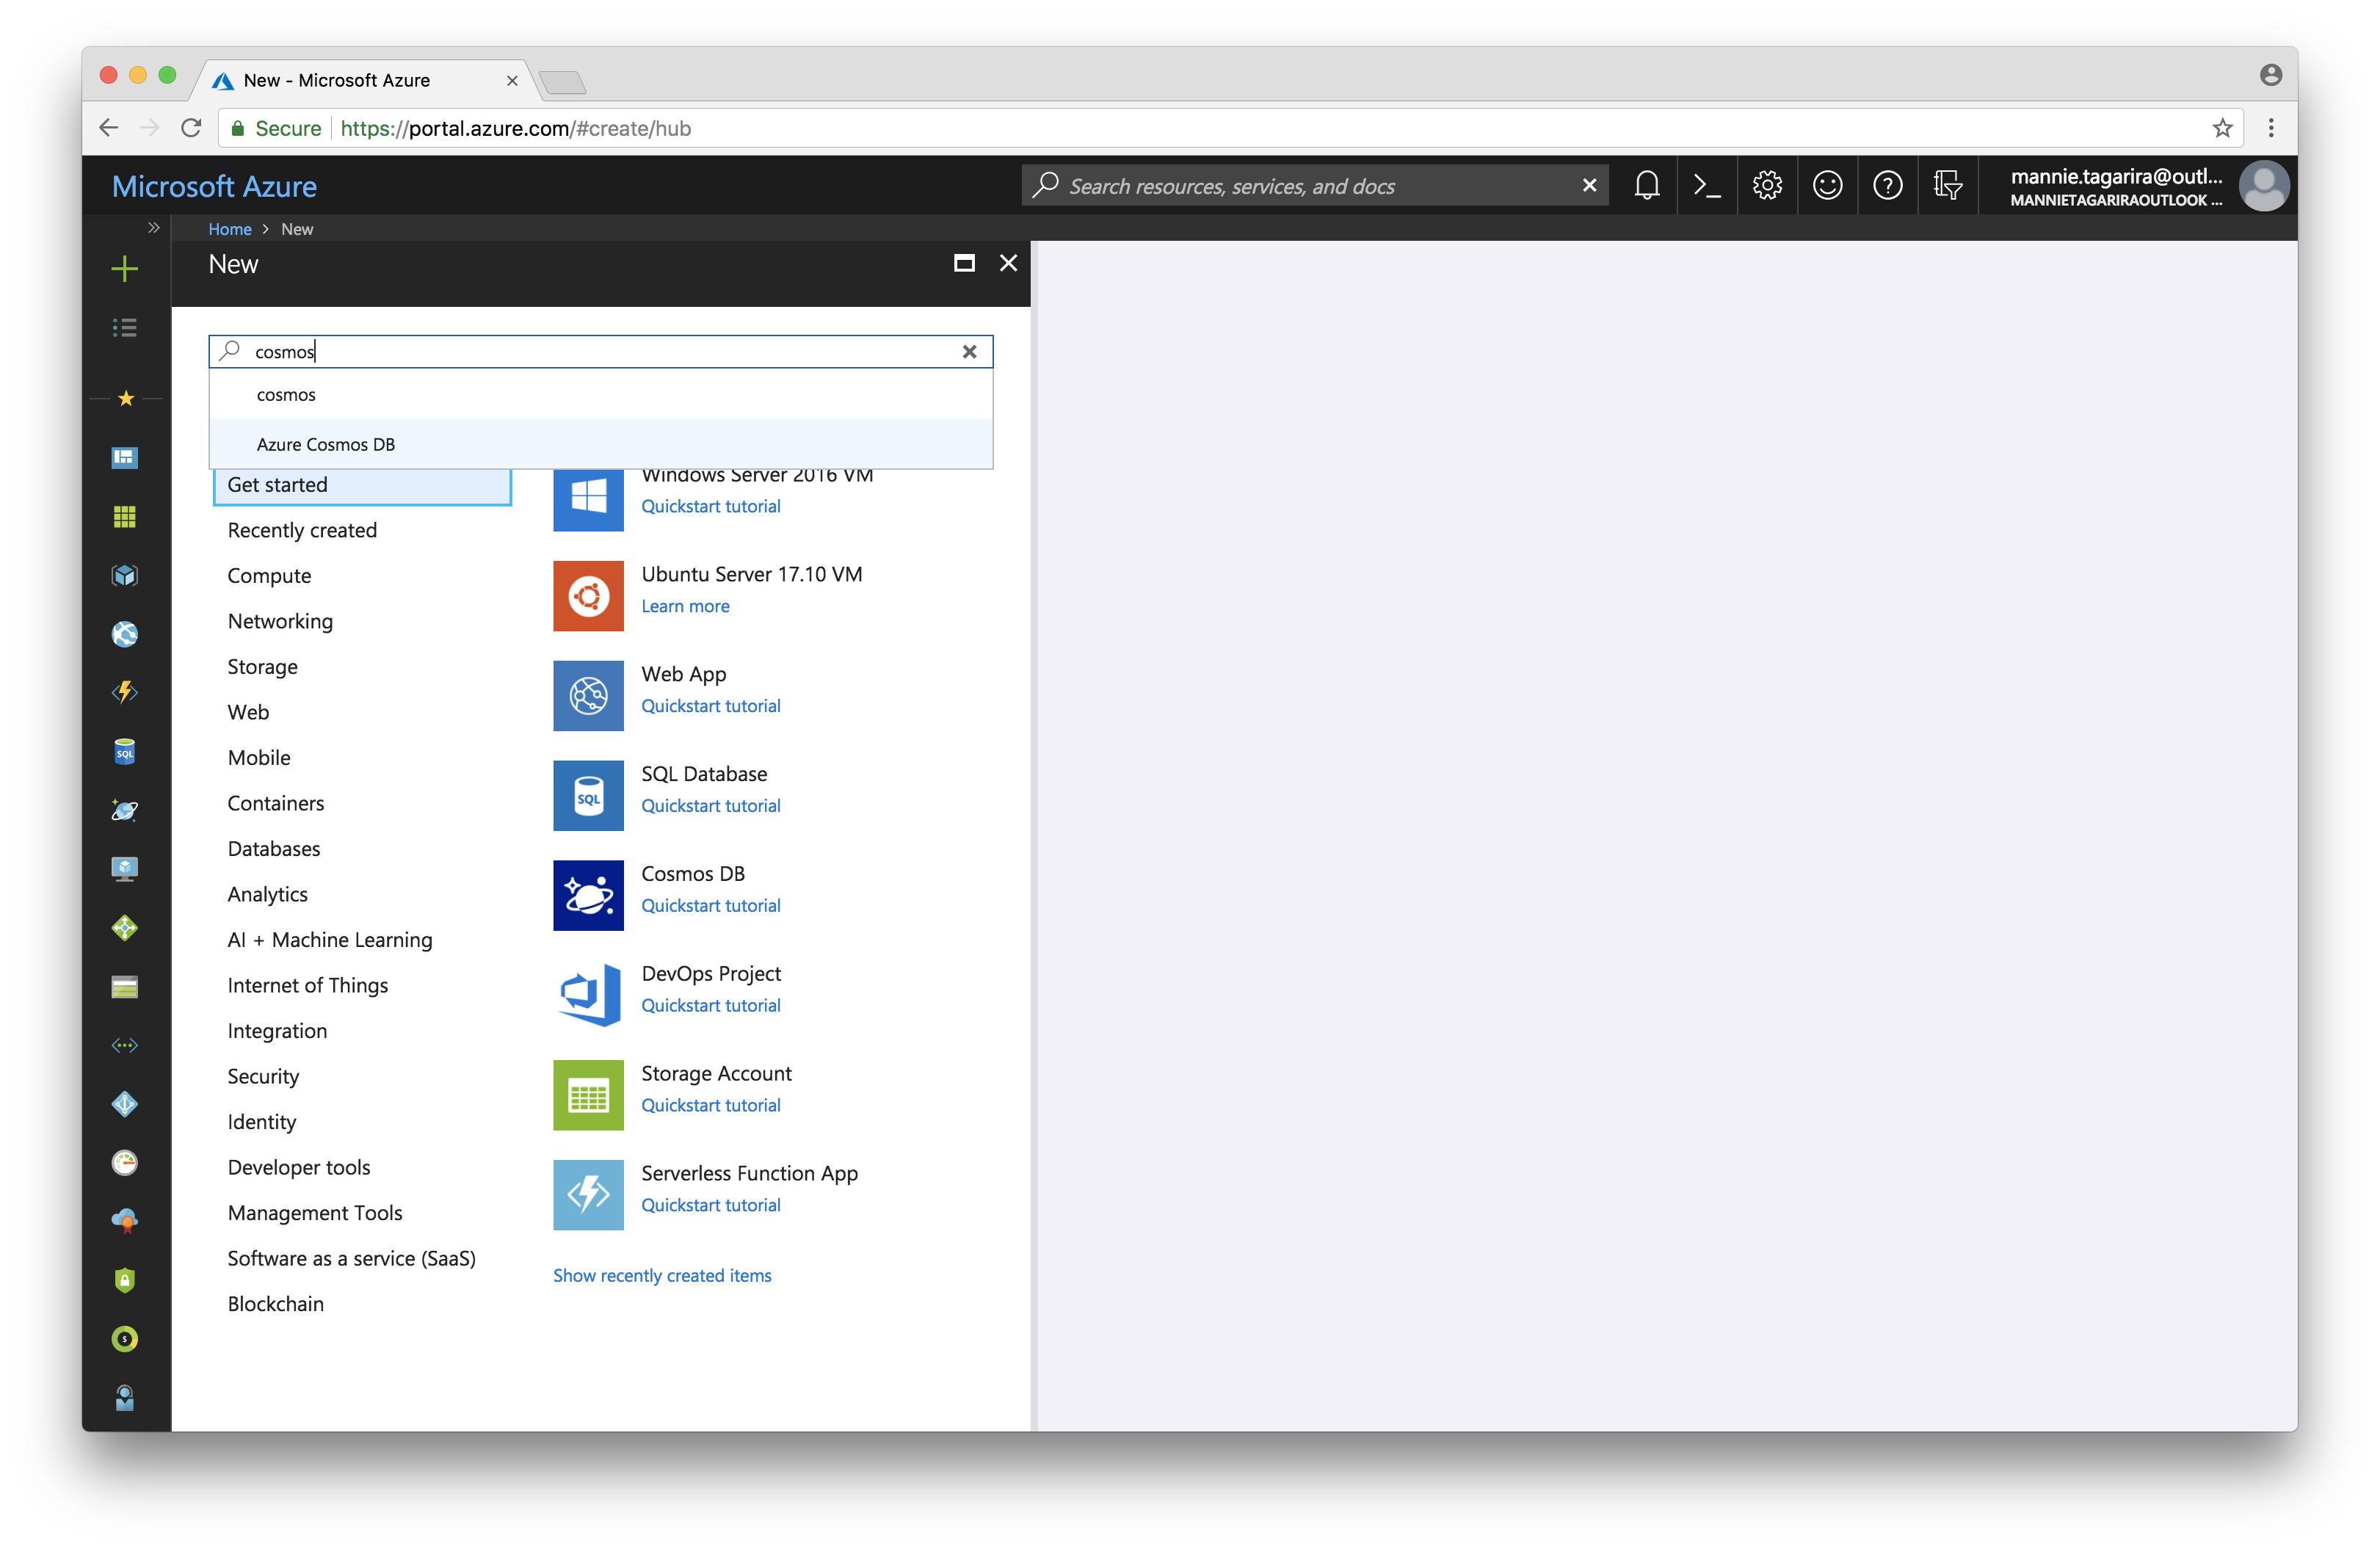 New - Microsoft Azure
Secure https://portal.azure.com/#create/hub
Microsoft Azure
Search resources, services, and docs
mannie.tagarira@outl...
MANNIETAGARIRAOUTLOOK ...
Home > New
New
cosmos
cosmos
Azure Cosmos DB
Get started
Recently created
Compute
Networking
Storage
Web
Mobile
Containers
Databases
Analytics
AI + Machine Learning
Internet of Things
Integration
Security
Identity
Developer tools
Management Tools
Software as a service (SaaS)
Blockchain
Windows Server 2016 VM
Quickstart tutorial
Ubuntu Server 17.10 VM
Learn more
Web App
Quickstart tutorial
SQL
SQL Database
Quickstart tutorial
Cosmos DB
Quickstart tutorial
DevOps Project
Quickstart tutorial
Storage Account
Quickstart tutorial
Serverless Function App
Quickstart tutorial
Show recently created items
SQL